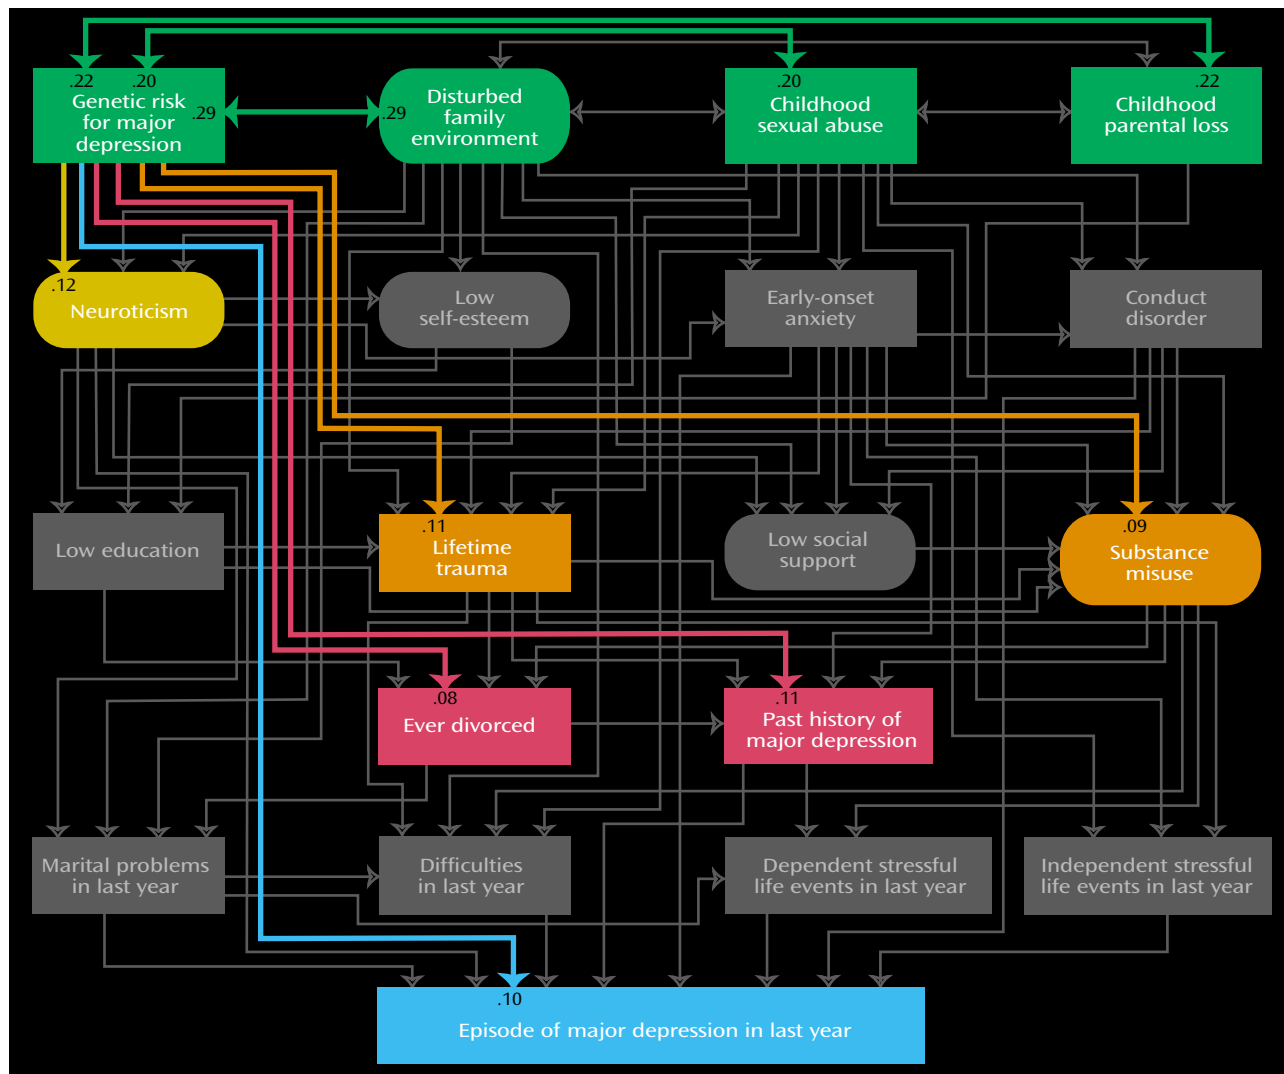 .22
.20
Genetic risk
for major
depression
.29
.29
Disturbed
family
environment
.20
Childhood
sexual abuse
.22
Childhood
parental loss
.12
Neuroticism
Low
self-esteem
Early-onset
anxiety
Conduct
disorder
Low education
.11
Lifetime
trauma
Low social
support
.09
Substance
misuse
.08
Ever divorced
.11
Past history of
major depression
Marital problems
in last year
Difficulties
in last year
Dependent stressful
life events in last year
Independent stressful
life events in last year
.10
Episode of major depression in last year